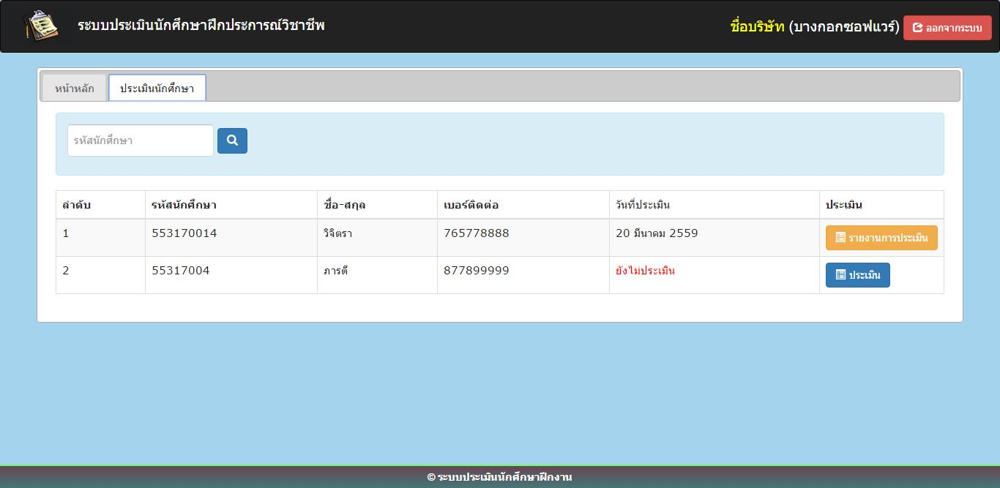 ระบบประเมินนักศึกษาฝึกประการณ์วิชาชีพ
ชื่อบริษัท (บางกอกซอฟแวร์) ออกจากระบบ
หน้าหลัก ประเมินนักศึกษา
รหัสนักศึกษา
ลำดับ รหัสนักศึกษา ชื่อ-สกุล เบอร์ติดต่อ วันที่ประเมิน ประเมิน
1 553170014 วิจิตรา 765778888 20 มีนาคม 2559 รายงานการประเมิน
2 55317004 ภารดี 877899999 ยังไม่ประเมิน ประเมิน
© ระบบประเมินนักศึกษาฝึกงาน